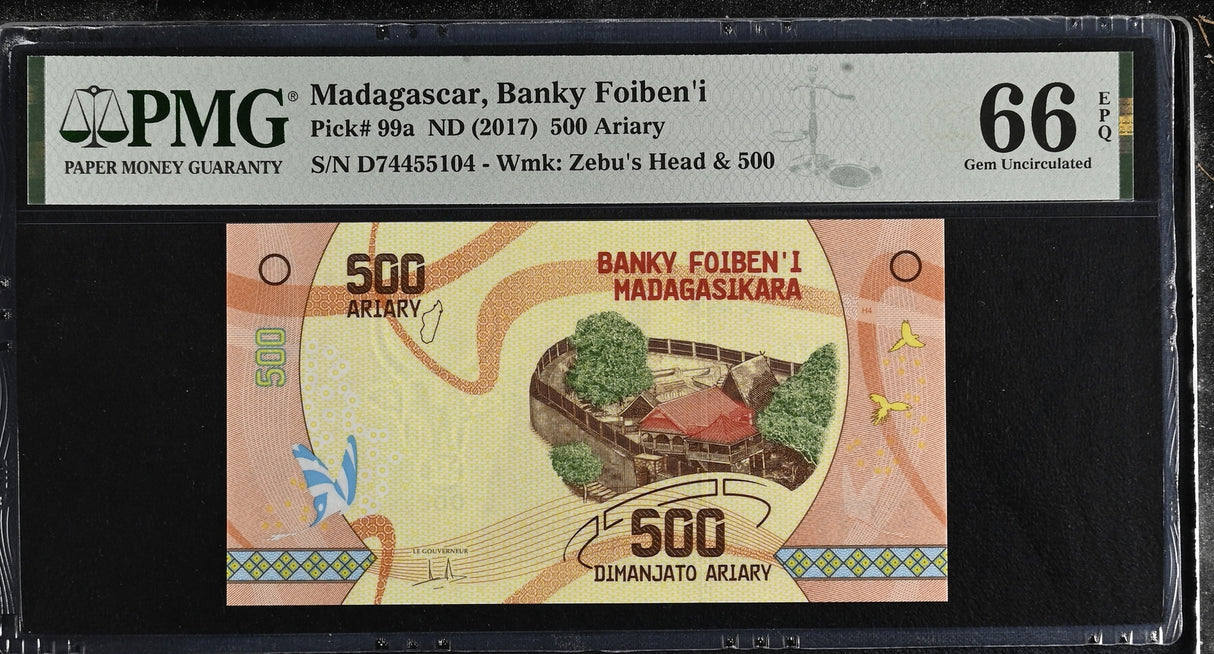 PMG®
PAPER MONEY GUARANTY
Madagascar, Banky Foiben'i
Pick# 99a ND (2017) 500 Ariary
S/N D74455104 - Wmk: Zebu's Head & 500
66
EPQ
Gem Uncirculated
500
ARIARY
BANKY FOIBEN'I
MADAGASIKARA
H4
500
LE GOUVERNEUR
500
DIMANJATO ARIARY